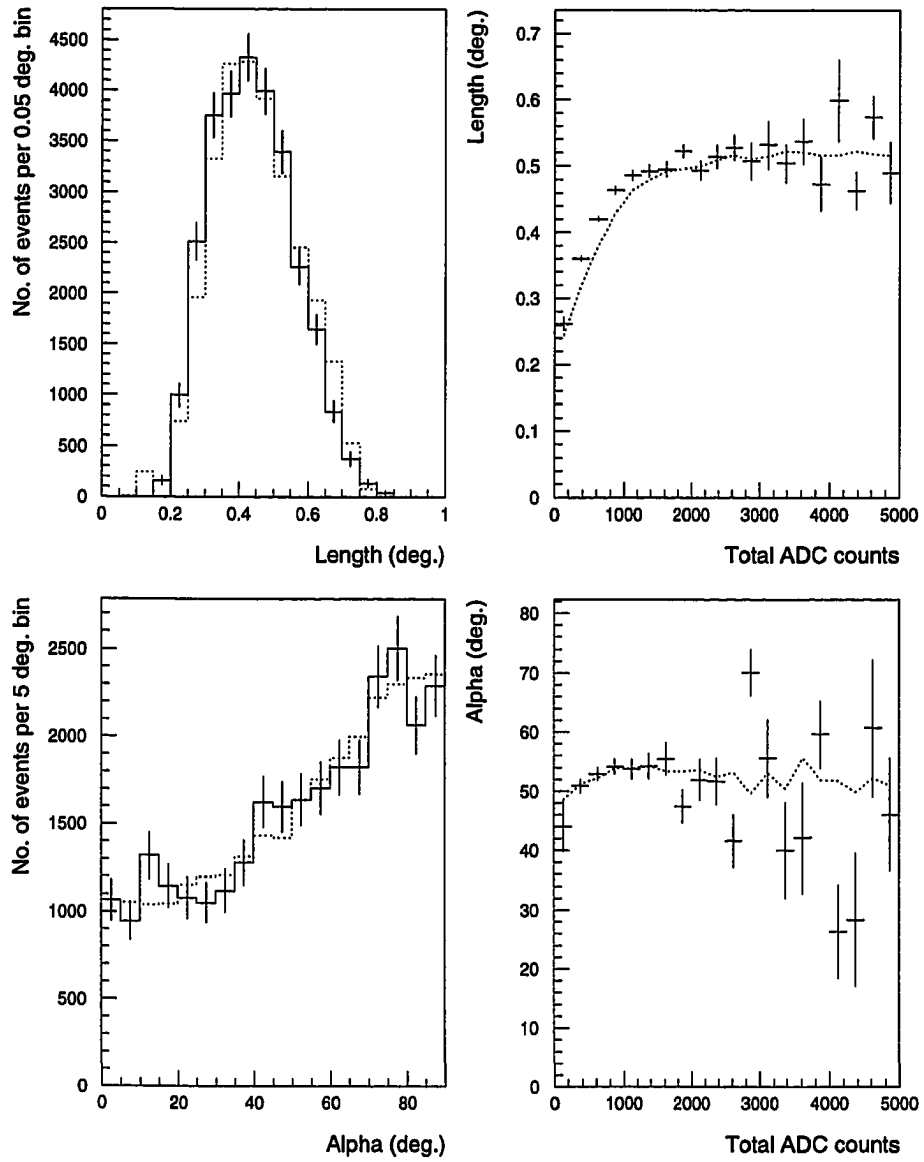 No. of events per 0.05 deg. bin
4500
4000
3500
3000
2500
2000
1500
1000
500
0
0 0.2 0.4 0.6 0.8 1
Length (deg.)
Length (deg.)
0.7
0.6
0.5
0.4
0.3
0.2
0.1
0
0 1000 2000 3000 4000 5000
Total ADC counts
No. of events per 5 deg. bin
2500
2000
1500
1000
500
0
0 20 40 60 80
Alpha (deg.)
Alpha (deg.)
80
70
60
50
40
30
20
10
0
0 1000 2000 3000 4000 5000
Total ADC counts